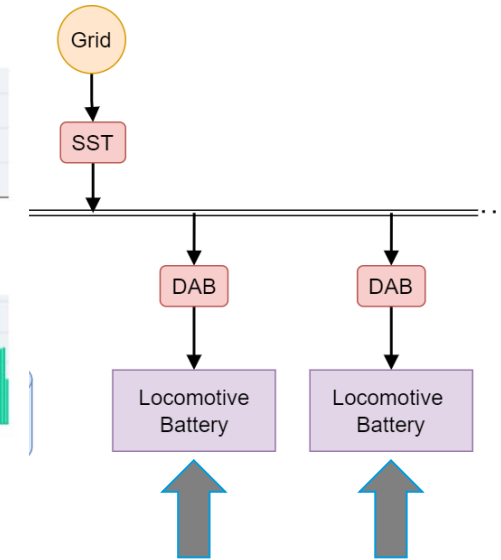 Grid
SST
..
DAB
DAB
Locomotive
Battery
Locomotive
Battery